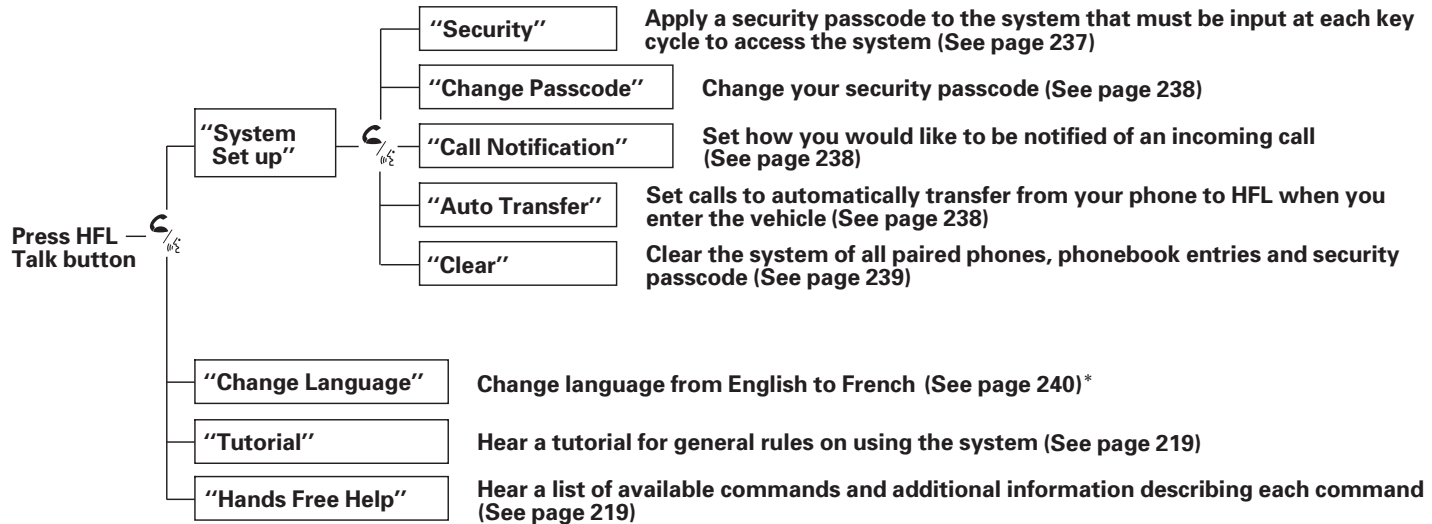 "Security"
Apply a security passcode to the system that must be input at each key
cycle to access the system (See page 237)
"Change Passcode"
Change your security passcode (See page 238)
"System
Set up"
"Call Notification"
Set how you would like to be notified of an incoming call
(See page 238)
"Auto Transfer"
Set calls to automatically transfer from your phone to HFL when you
enter the vehicle (See page 238)
Press HFL
Talk button
"Clear"
Clear the system of all paired phones, phonebook entries and security
passcode (See page 239)
"Change Language"
Change language from English to French (See page 240)*
"Tutorial"
Hear a tutorial for general rules on using the system (See page 219)
"Hands Free Help"
Hear a list of available commands and additional information describing each command
(See page 219)